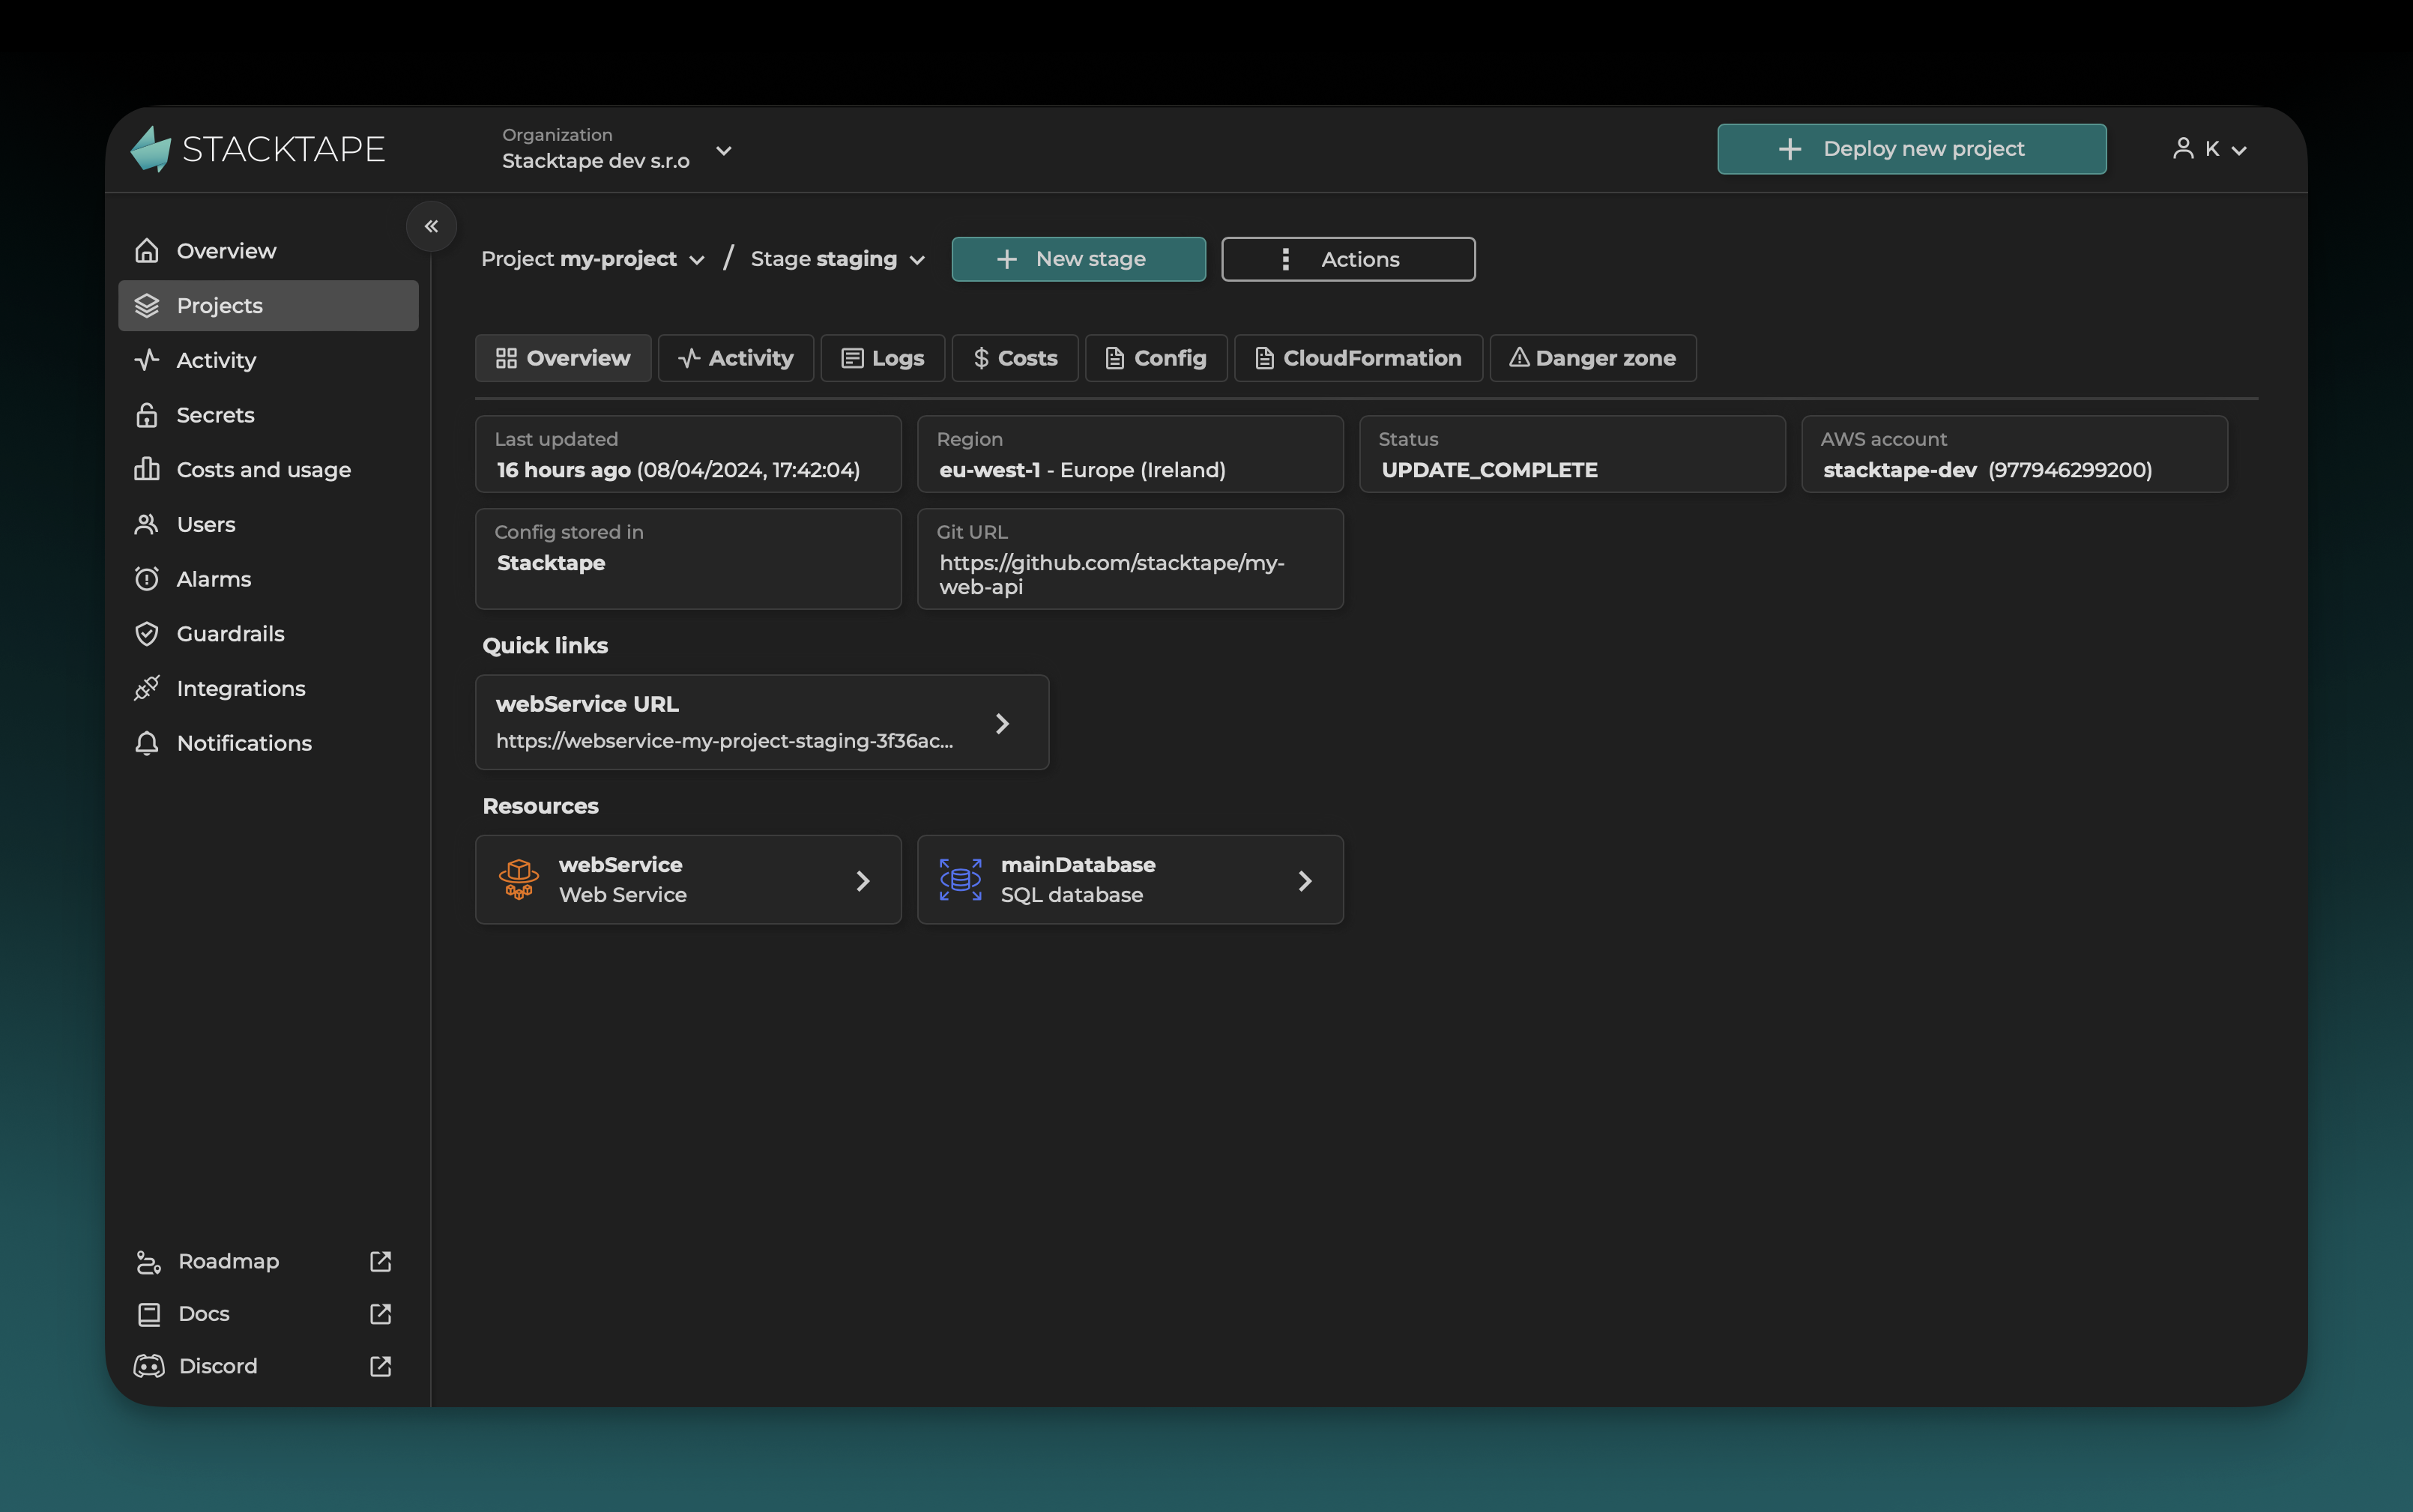 STACKTAPE
Organization
Stacktape dev s.r.o
Deploy new project
K
Overview
Projects
Activity
Secrets
Costs and usage
Users
Alarms
Guardrails
Integrations
Notifications
Roadmap
Docs
Discord
Project my-project / Stage staging
New stage
Actions
Overview
Activity
Logs
Costs
Config
CloudFormation
Danger zone
Last updated
16 hours ago (08/04/2024, 17:42:04)
Region
eu-west-1 - Europe (Ireland)
Status
UPDATE_COMPLETE
AWS account
stacktape-dev (977946299200)
Config stored in
Stacktape
Git URL
https://github.com/stacktape/my-
web-api
Quick links
webService URL
https://webservice-my-project-staging-3f36ac...
Resources
webService
Web Service
mainDatabase
SQL database